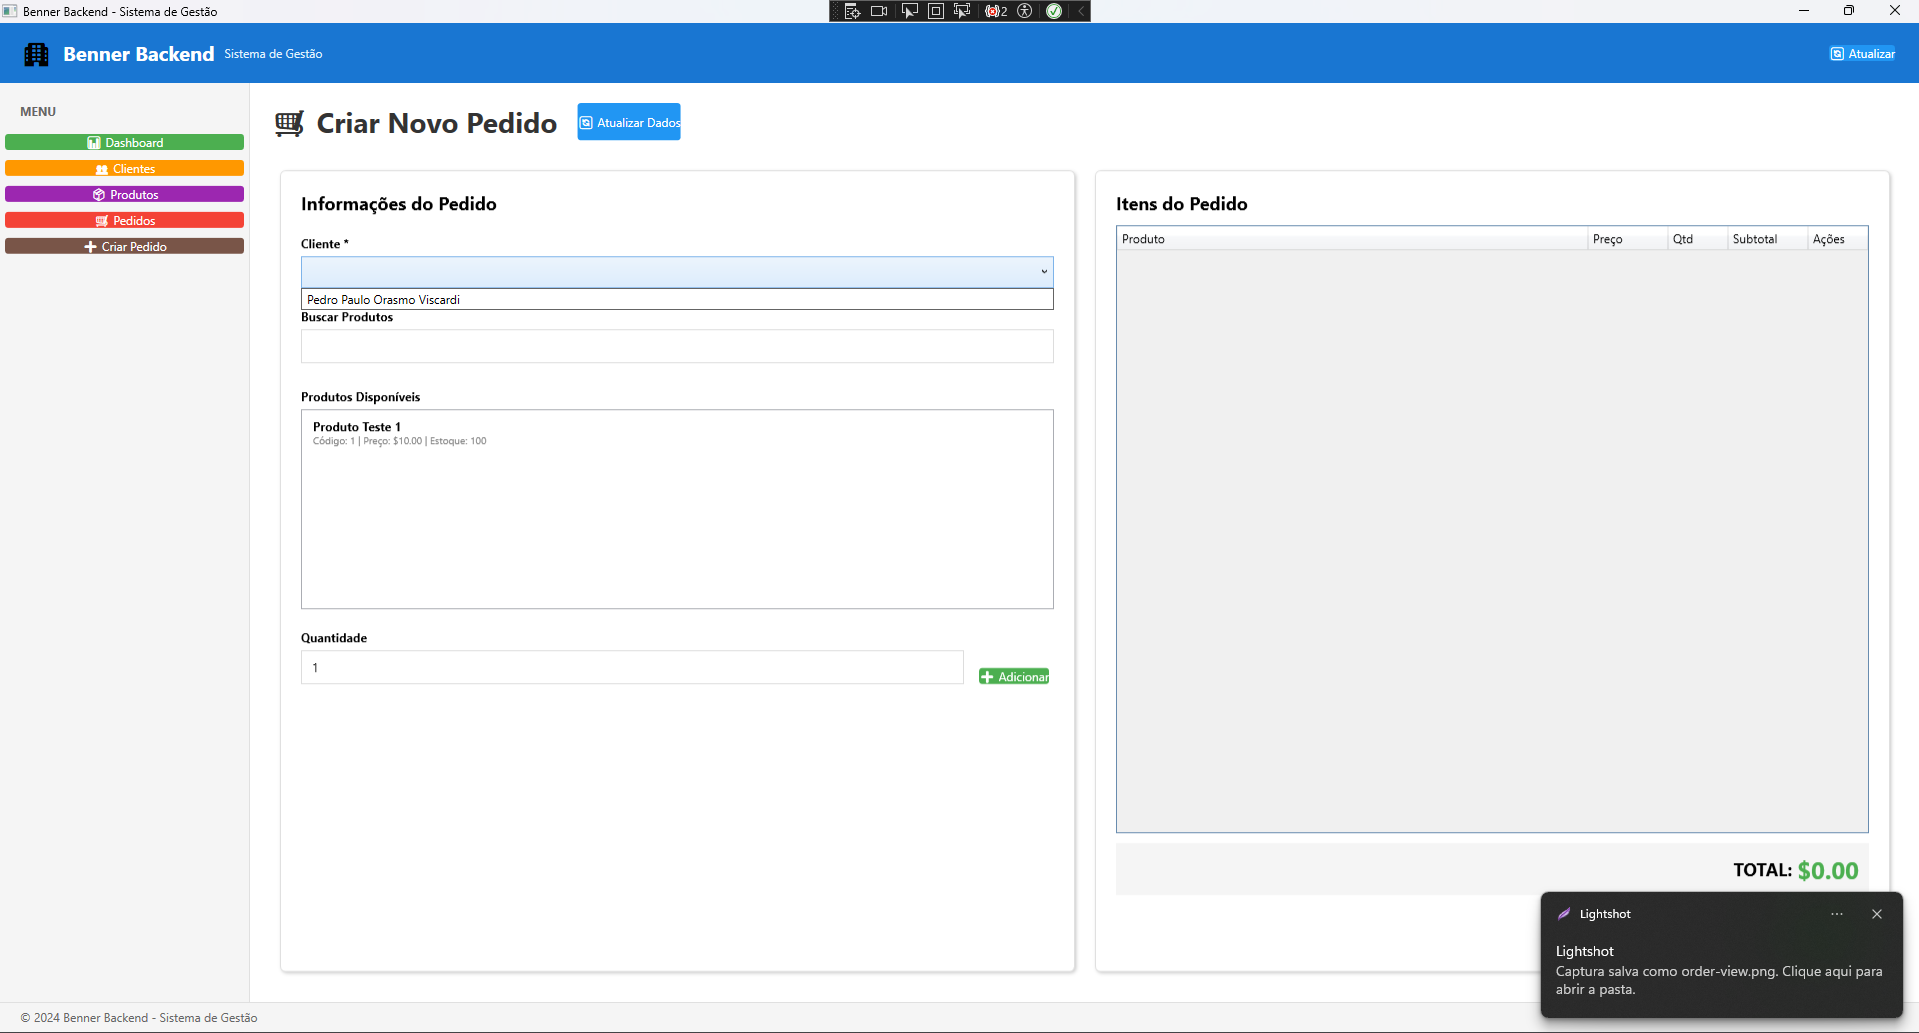 Benner Backend - Sistema de Gestão
2
Benner Backend Sistema de Gestão
Atualizar
MENU
Dashboard
Clientes
Produtos
Pedidos
Criar Pedido
Criar Novo Pedido
Atualizar Dados
Informações do Pedido
Cliente *
Pedro Paulo Orasmo Viscardi
Buscar Produtos
Produtos Disponíveis
Produto Teste 1
Código: 1 | Preço: $10.00 | Estoque: 100
Quantidade
1
Adicionar
Itens do Pedido
Produto Preço Qtd Subtotal Ações
TOTAL: $0.00
Lightshot
Lightshot
Captura salva como order-view.png. Clique aqui para
abrir a pasta.
© 2024 Benner Backend - Sistema de Gestão